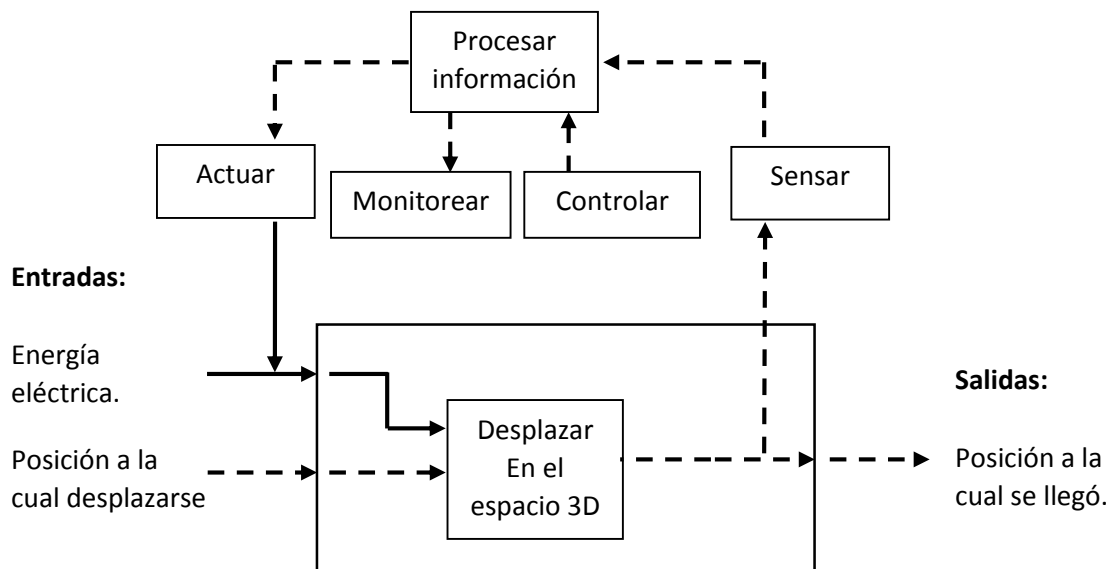 Procesar
información
Actuar
Monitorear
Controlar
Sensar
Entradas:
Energía
eléctrica.
Posición a la
cual desplazarse
Desplazar
En el
espacio 3D
Salidas:
Posición a la
cual se llegó.